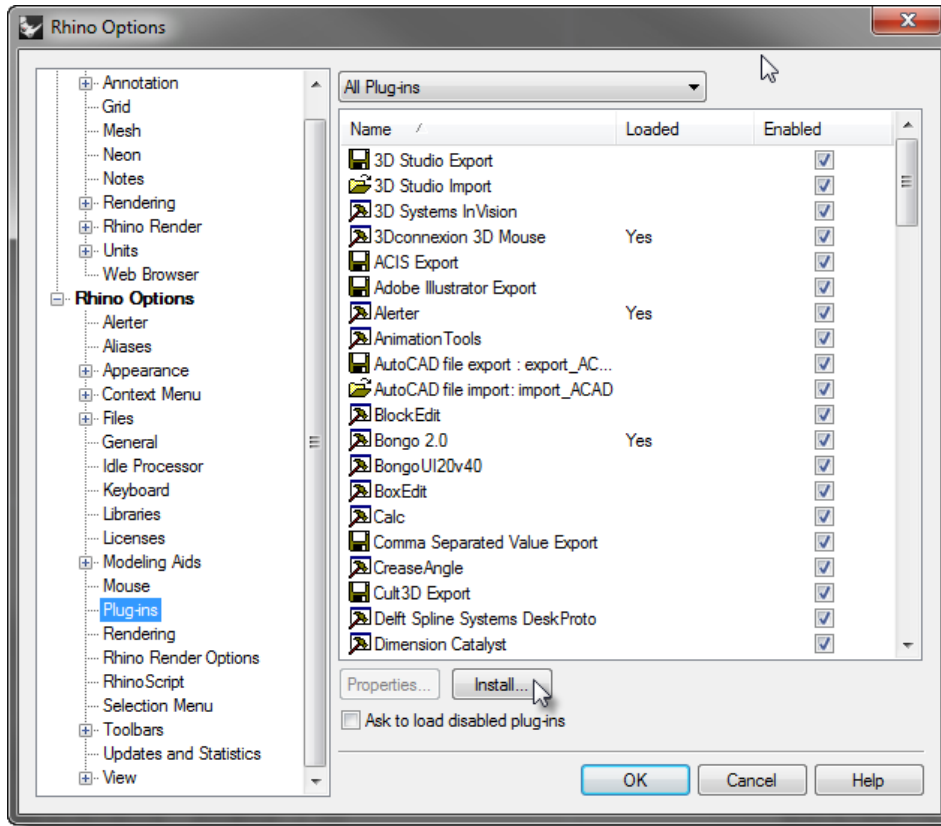 Rhino Options
Annotation
Grid
Mesh
Neon
Notes
Rendering
Rhino Render
Units
Web Browser
Rhino Options
Alerter
Aliases
Appearance
Context Menu
Files
General
Idle Processor
Keyboard
Libraries
Licenses
Modeling Aids
Mouse
Plug-ins
Rendering
Rhino Render Options
RhinoScript
Selection Menu
Toolbars
Updates and Statistics
View
All Plug-ins
Name Loaded Enabled
3D Studio Export
3D Studio Import
3D Systems InVision
3Dconnexion 3D Mouse Yes
ACIS Export
Adobe Illustrator Export
Alerter Yes
AnimationTools
AutoCAD file export : export_AC...
AutoCAD file import: import_ACAD
BlockEdit
Bongo 2.0 Yes
BongoUI20v40
BoxEdit
Calc
Comma Separated Value Export
CreaseAngle
Cult3D Export
Delft Spline Systems DeskProto
Dimension Catalyst
Properties... Install...
Ask to load disabled plug-ins
OK Cancel Help